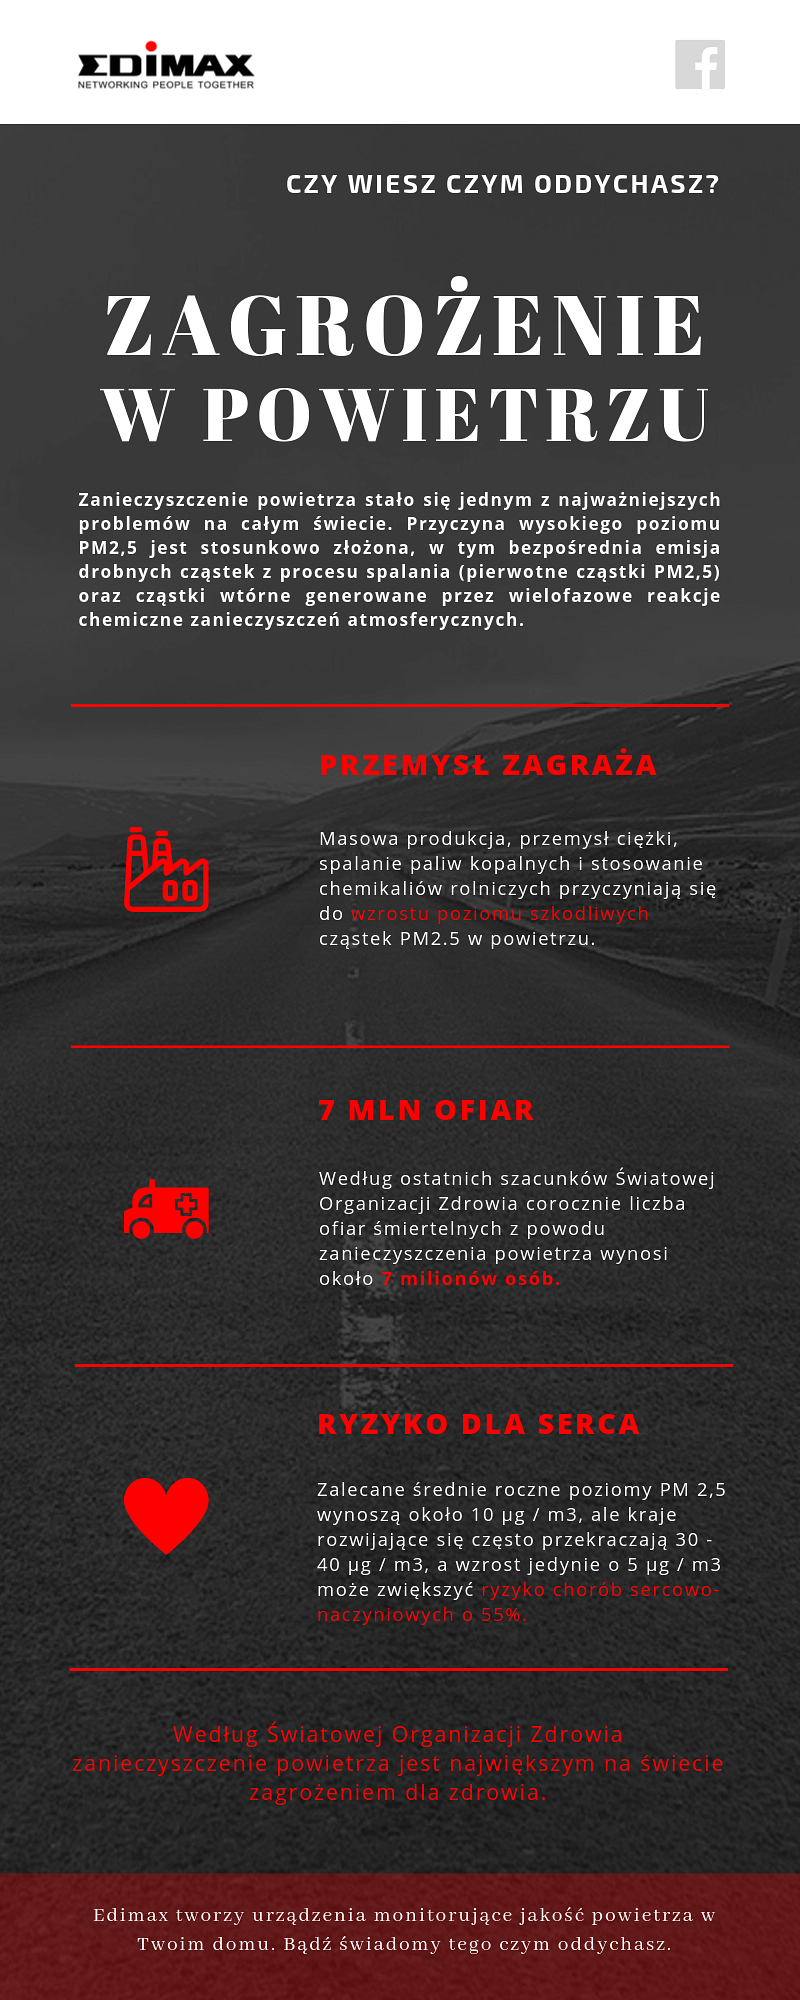 EDIMAX
NETWORKING PEOPLE TOGETHER
CZY WIESZ CZYM ODDYCHASZ?
ZAGROŻENIE
W POWIETRZU
Zanieczyszczenie powietrza stało się jednym z najważniejszych
problemów na całym świecie. Przyczyna wysokiego poziomu
PM2,5 jest stosunkowo złożona, w tym bezpośrednia emisja
drobnych cząstek z procesu spalania (pierwotne cząstki PM2,5)
oraz cząstki wtórne generowane przez wielofazowe reakcje
chemiczne zanieczyszczeń atmosferycznych.
PRZEMYSŁ ZAGRAŻA
Masowa produkcja, przemysł ciężki,
spalanie paliw kopalnych i stosowanie
chemikaliów rolniczych przyczyniają się
do wzrostu poziomu szkodliwych
cząstek PM2.5 w powietrzu.
7 MLN OFIAR
Według ostatnich szacunków Światowej
Organizacji Zdrowia corocznie liczba
ofiar śmiertelnych z powodu
zanieczyszczenia powietrza wynosi
około 7 milionów osób.
RYZYKO DLA SERCA
Zalecane średnie roczne poziomy PM 2,5
wynoszą około 10 µg / m3, ale kraje
rozwijające się często przekraczają 30 -
40 µg / m3, a wzrost jedynie o 5 µg / m3
może zwiększyć ryzyko chorób sercowo-
naczyniowych o 55%.
Według Światowej Organizacji Zdrowia
zanieczyszczenie powietrza jest największym na świecie
zagrożeniem dla zdrowia.
Edimax tworzy urządzenia monitorujące jakość powietrza w
Twoim domu. Bądź świadomy tego czym oddychasz.